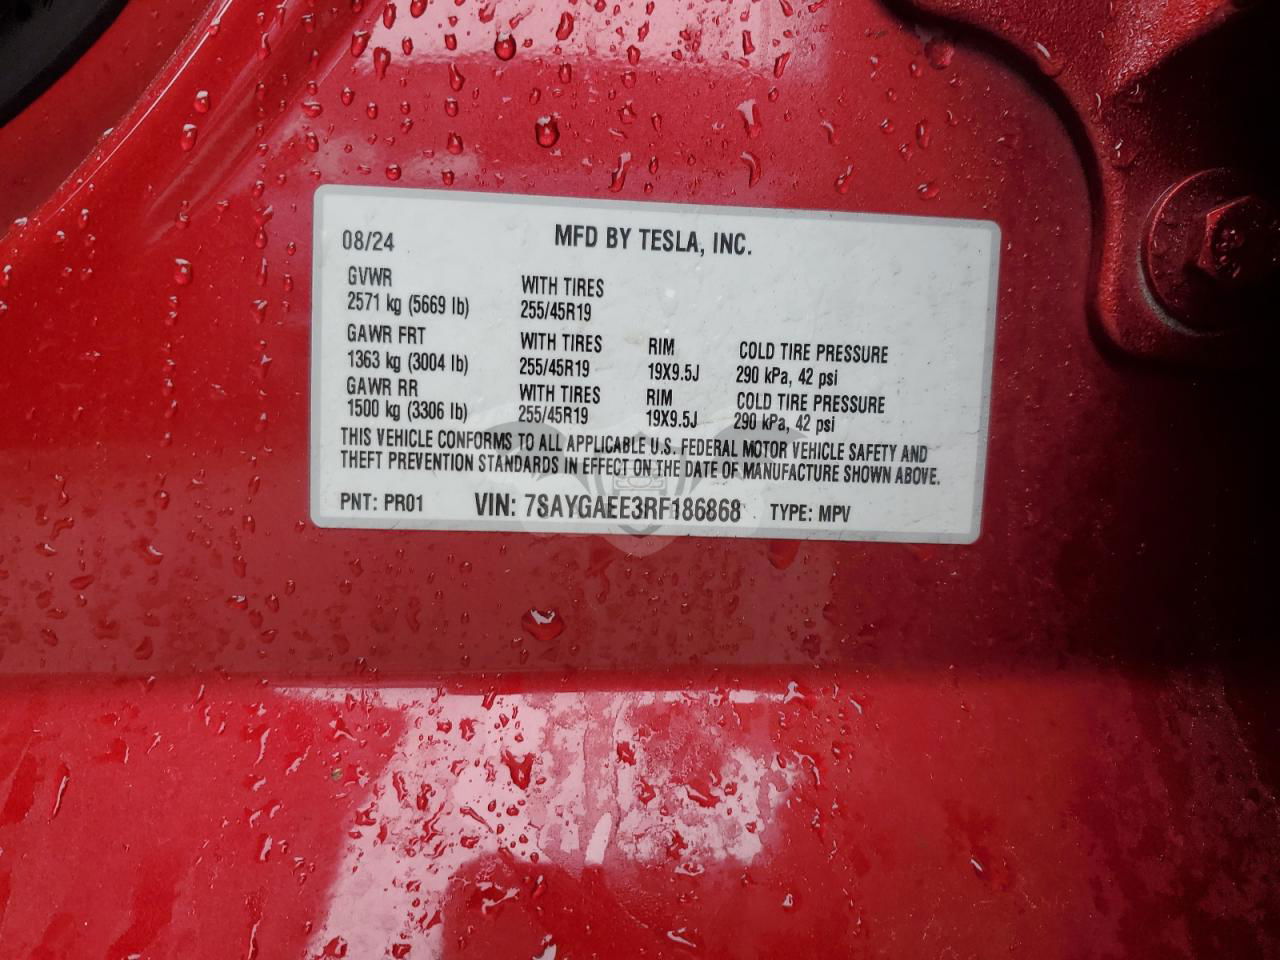 08/24 MFD BY TESLA, INC.
GVWR WITH TIRES
2571 kg (5669 lb) 255/45R19
GAWR FRT WITH TIRES RIM COLD TIRE PRESSURE
1363 kg (3004 lb) 255/45R19 19X9.5J 290 kPa, 42 psi
GAWR RR WITH TIRES RIM COLD TIRE PRESSURE
1500 kg (3306 lb) 255/45R19 19X9.5J 290 kPa, 42 psi
THIS VEHICLE CONFORMS TO ALL APPLICABLE U.S. FEDERAL MOTOR VEHICLE SAFETY AND
THEFT PREVENTION STANDARDS IN EFFECT ON THE DATE OF MANUFACTURE SHOWN ABOVE.
PNT: PR01 VIN: 7SAYGAEE3RF186868 TYPE: MPV